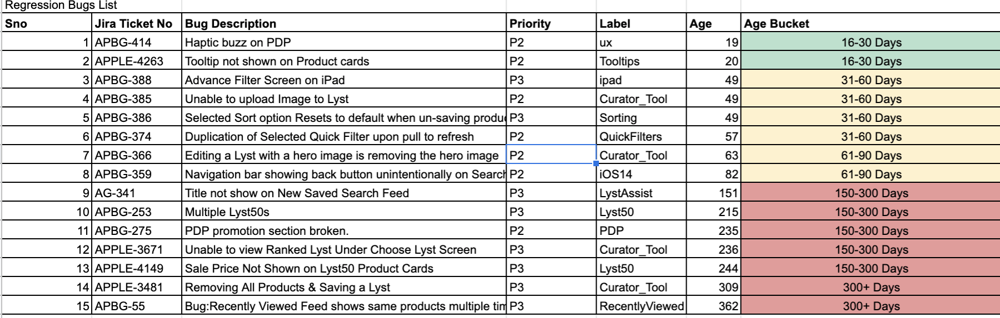 Regression Bugs List
Sno Jira Ticket No Bug Description Priority Label Age Age Bucket
1 APBG-414 Haptic buzz on PDP P2 ux 19 16-30 Days
2 APPLE-4263 Tooltip not shown on Product cards P2 Tooltips 20 16-30 Days
3 APBG-388 Advance Filter Screen on iPad P3 ipad 49 31-60 Days
4 APBG-385 Unable to upload Image to Lyst P2 Curator_Tool 49 31-60 Days
5 APBG-386 Selected Sort option Resets to default when un-saving produc P3 Sorting 49 31-60 Days
6 APBG-374 Duplication of Selected Quick Filter upon pull to refresh P2 QuickFilters 57 31-60 Days
7 APBG-366 Editing a Lyst with a hero image is removing the hero image P2 Curator_Tool 63 61-90 Days
8 APBG-359 Navigation bar showing back button unintentionally on Search P2 iOS14 82 61-90 Days
9 AG-341 Title not show on New Saved Search Feed P3 LystAssist 151 150-300 Days
10 APBG-253 Multiple Lyst50s P3 Lyst50 215 150-300 Days
11 APBG-275 PDP promotion section broken. P2 PDP 235 150-300 Days
12 APPLE-3671 Unable to view Ranked Lyst Under Choose Lyst Screen P3 Curator_Tool 236 150-300 Days
13 APPLE-4149 Sale Price Not Shown on Lyst50 Product Cards P3 Lyst50 244 150-300 Days
14 APPLE-3481 Removing All Products & Saving a Lyst P3 Curator_Tool 309 300+ Days
15 APBG-55 Bug:Recently Viewed Feed shows same products multiple tim P3 RecentlyViewed 362 300+ Days